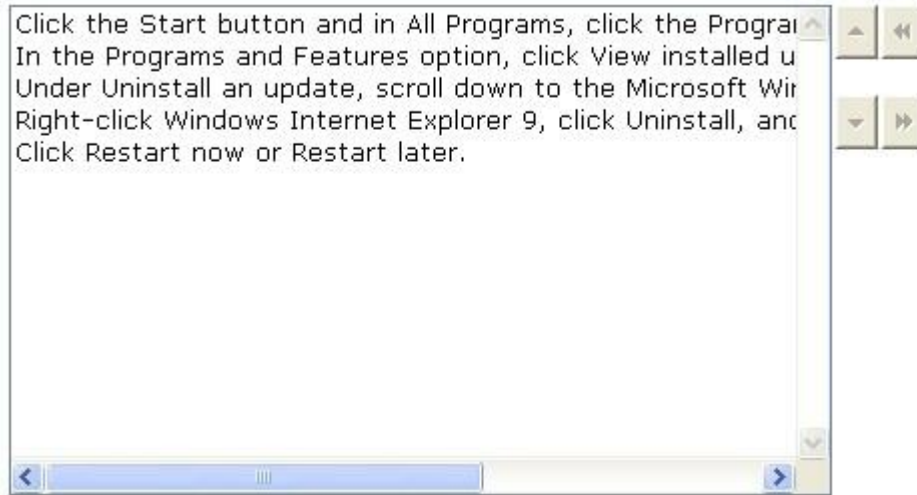 Click the Start button and in All Programs, click the Program
In the Programs and Features option, click View installed u
Under Uninstall an update, scroll down to the Microsoft Win
Right-click Windows Internet Explorer 9, click Uninstall, and
Click Restart now or Restart later.